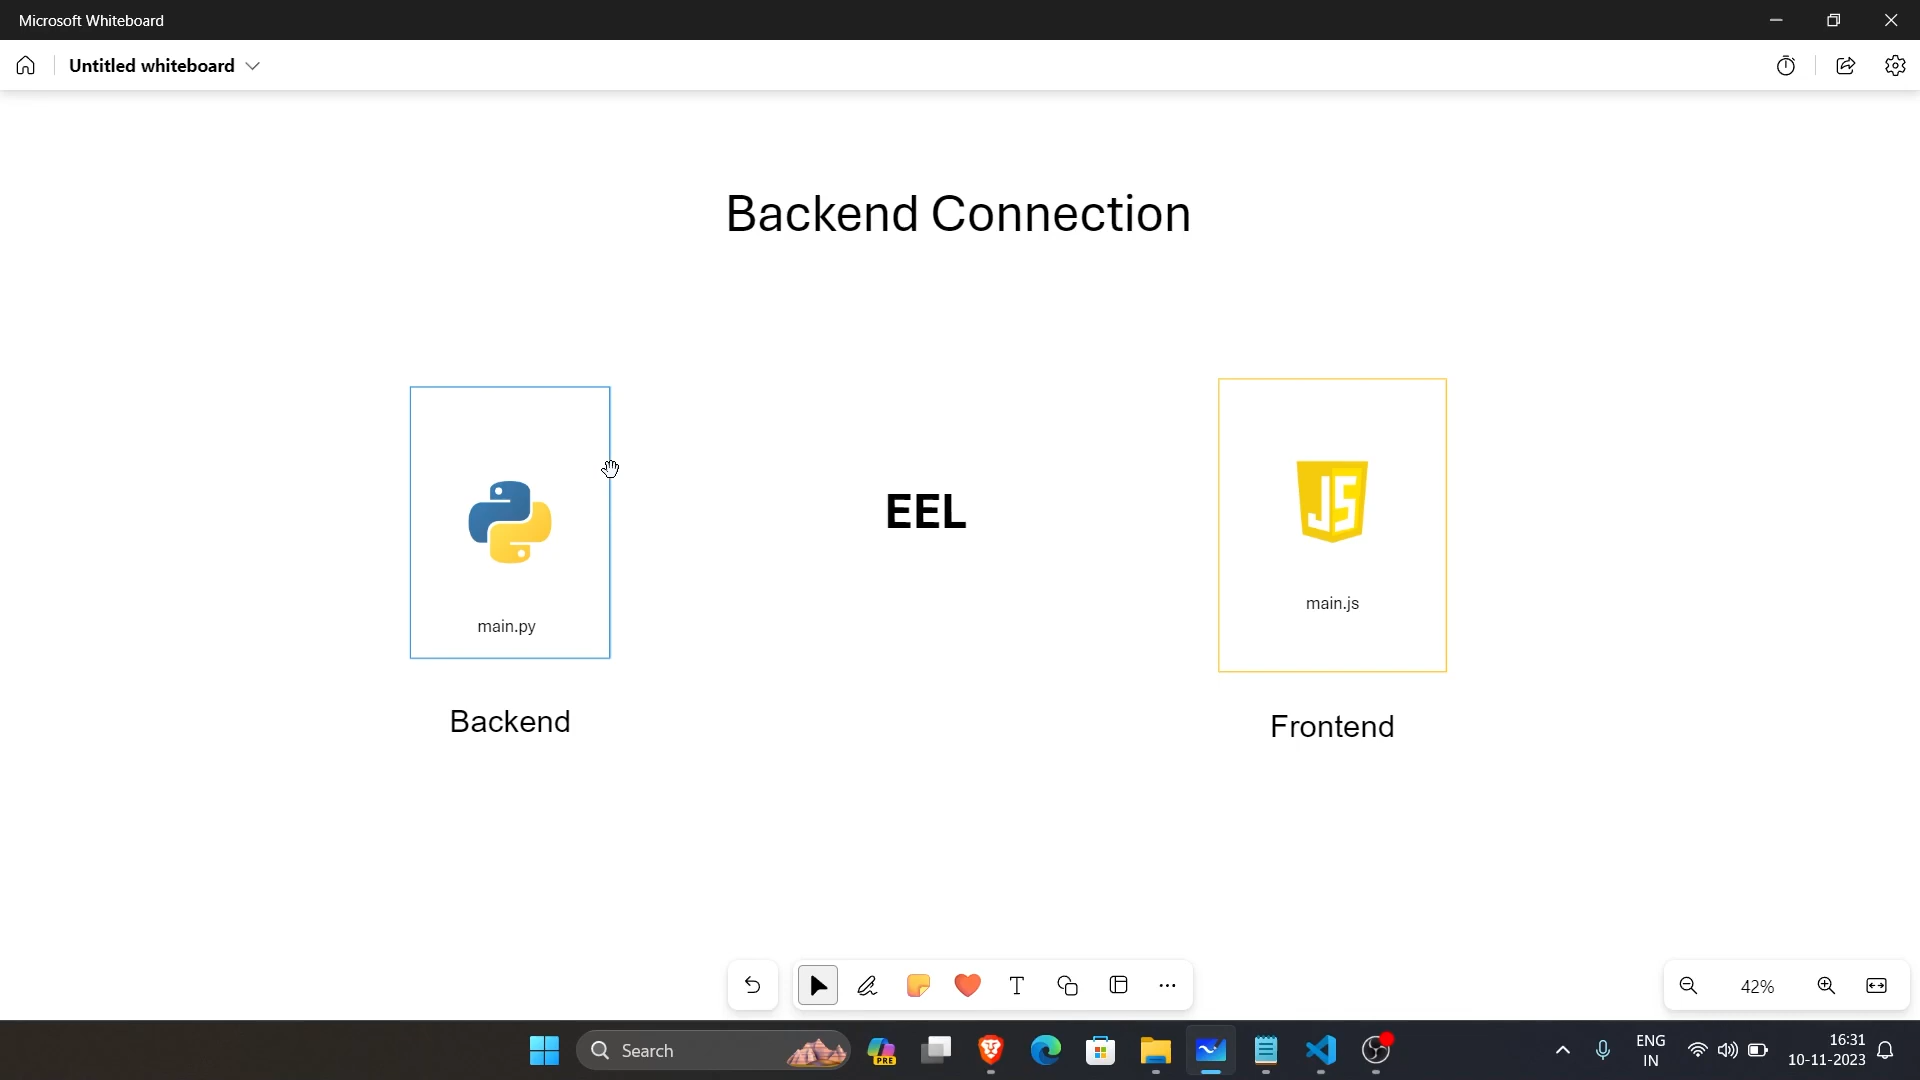 Microsoft Whiteboard
Untitled whiteboard
Backend Connection
EEL
JS
main.js
main.py
Backend
Frontend
42%
Search
PRE
ENG
IN
16:31
10-11-2023